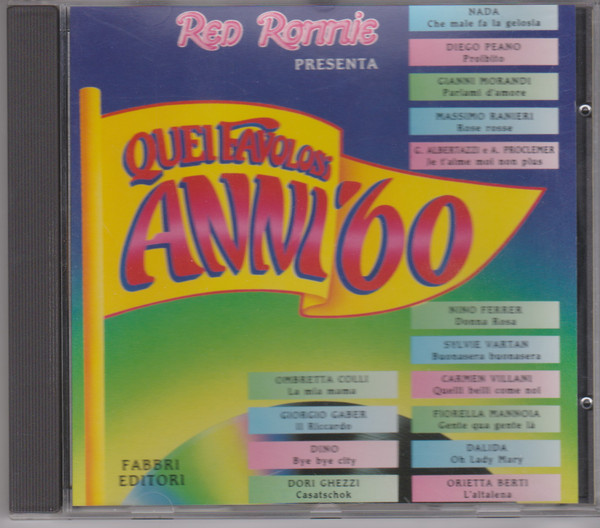 Red Ronnie
PRESENTA
QUEI FAVOLOSI
ANNI '60
NADA
Che male fa la gelosia
DIEGO PEANO
Proibito
GIANNI MORANDI
Parlami d'amore
MASSIMO RANIERI
Rose rosse
G. ALBERTAZZI e A. PROCLEMER
Je t'aime moi non plus
NINO FERRER
Donna Rosa
SYLVIE VARTAN
Buonasera buonasera
CARMEN VILLANI
Quelli belli come noi
FIORELLA MANNOIA
Gente qua gente là
DALIDA
Oh Lady Mary
ORIETTA BERTI
L'altalena
OMBRETTA COLLI
La mia mama
GIORGIO GABER
Il Riccardo
DINO
Bye bye city
DORI GHEZZI
Casatschok
FABBRI
EDITORI